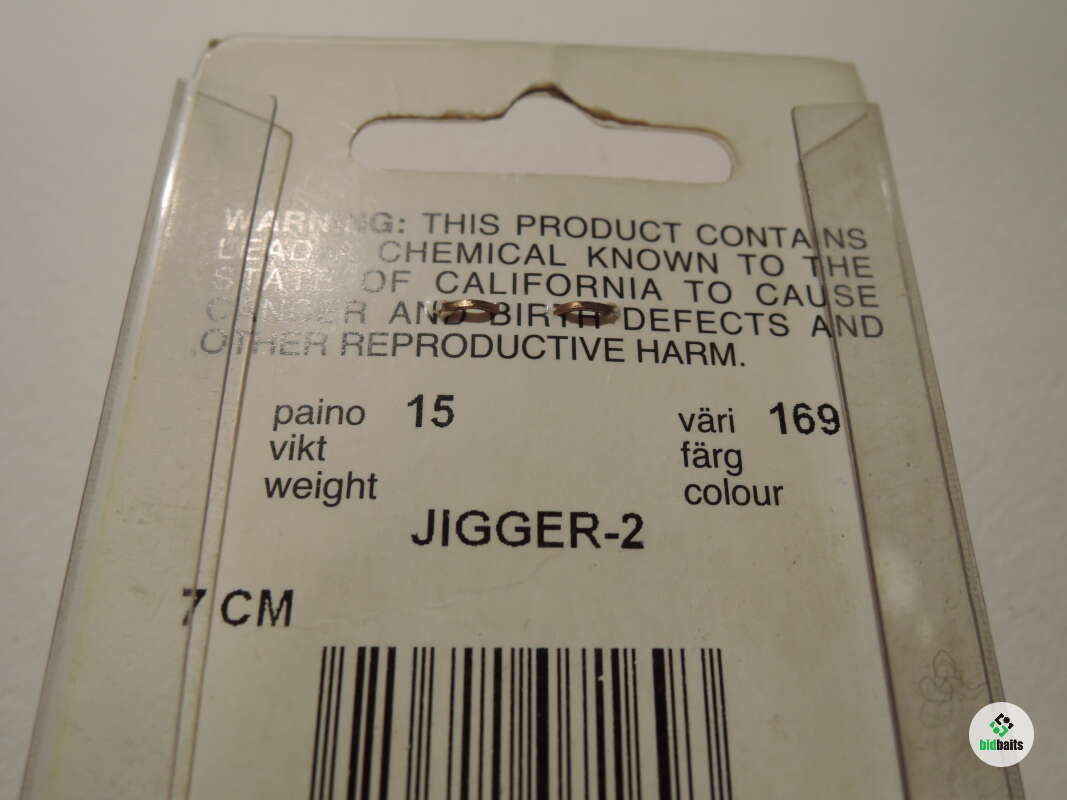 WARNING: THIS PRODUCT CONTAINS
LEAD, A CHEMICAL KNOWN TO THE
STATE OF CALIFORNIA TO CAUSE
CANCER AND BIRTH DEFECTS AND
OTHER REPRODUCTIVE HARM.
paino 15 väri 169
vikt färg
weight colour
JIGGER-2
7 CM
bidbaits